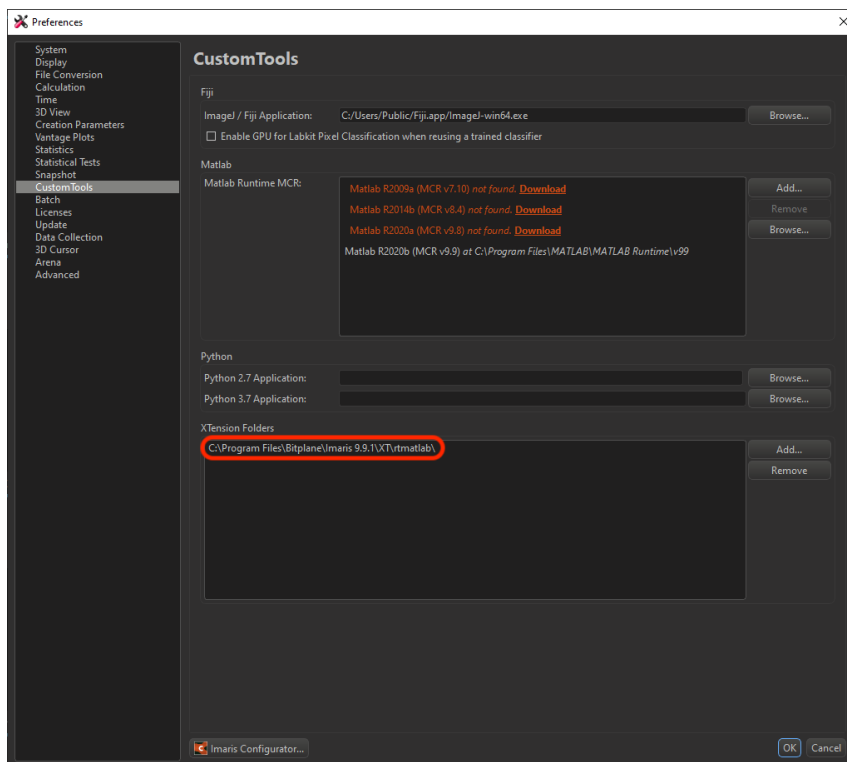 Preferences
System
Display
File Conversion
Calculation
Time
3D View
Creation Parameters
Vantage Plots
Statistics
Statistical Tests
Snapshot
CustomTools
Batch
Licenses
Update
Data Collection
3D Cursor
Arena
Advanced
CustomTools
Fiji
ImageJ / Fiji Application: C:/Users/Public/Fiji.app/ImageJ-win64.exe Browse...
Enable GPU for Labkit Pixel Classification when reusing a trained classifier
Matlab
Matlab Runtime MCR: Matlab R2009a (MCR v7.10) not found. Download Add...
Matlab R2014b (MCR v8.4) not found. Download Remove
Matlab R2020a (MCR v9.8) not found. Download Browse...
Matlab R2020b (MCR v9.9) at C:\Program Files\MATLAB\MATLAB Runtime\v99
Python
Python 2.7 Application: Browse...
Python 3.7 Application: Browse...
XTension Folders
C:\Program Files\Bitplane\Imaris 9.9.1\XT\rtmatlab\ Add...
Remove
Imaris Configurator... OK Cancel